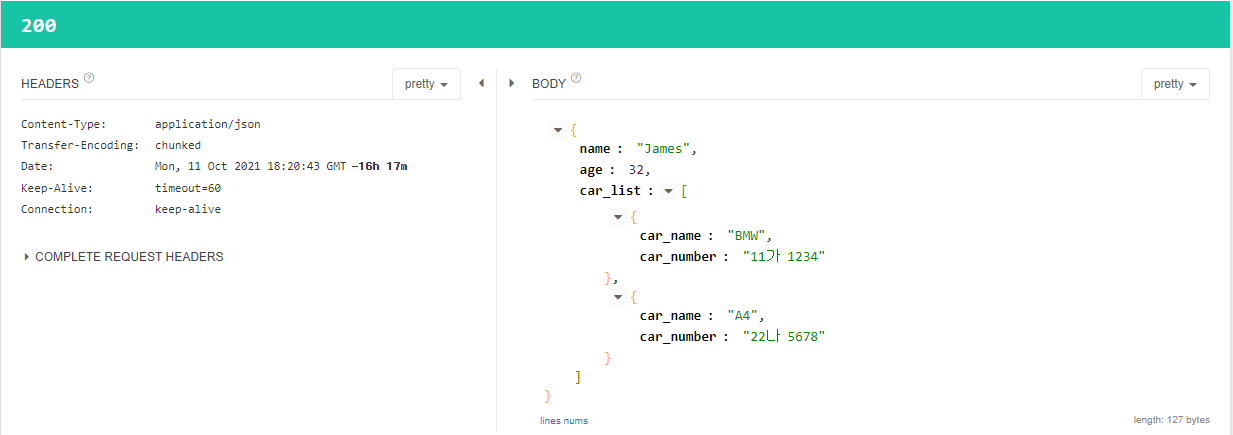 200
HEADERS ? pretty
Content-Type: application/json
Transfer-Encoding: chunked
Date: Mon, 11 Oct 2021 18:20:43 GMT -16h 17m
Keep-Alive: timeout=60
Connection: keep-alive
COMPLETE REQUEST HEADERS
BODY ? pretty
{
name : "James",
age : 32,
car_list : [
{
car_name : "BMW",
car_number : "11가 1234"
},
{
car_name : "A4",
car_number : "22나 5678"
}
]
}
lines nums
length: 127 bytes